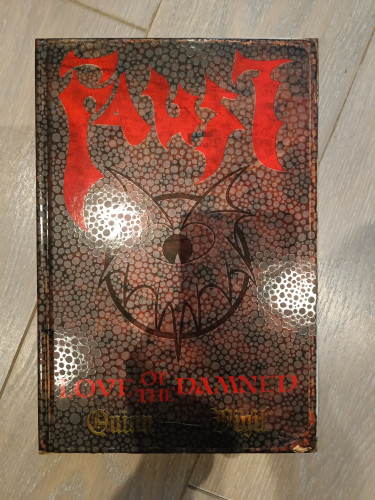 FAUST
LOVE OF THE DAMNED
Quinn Vigil